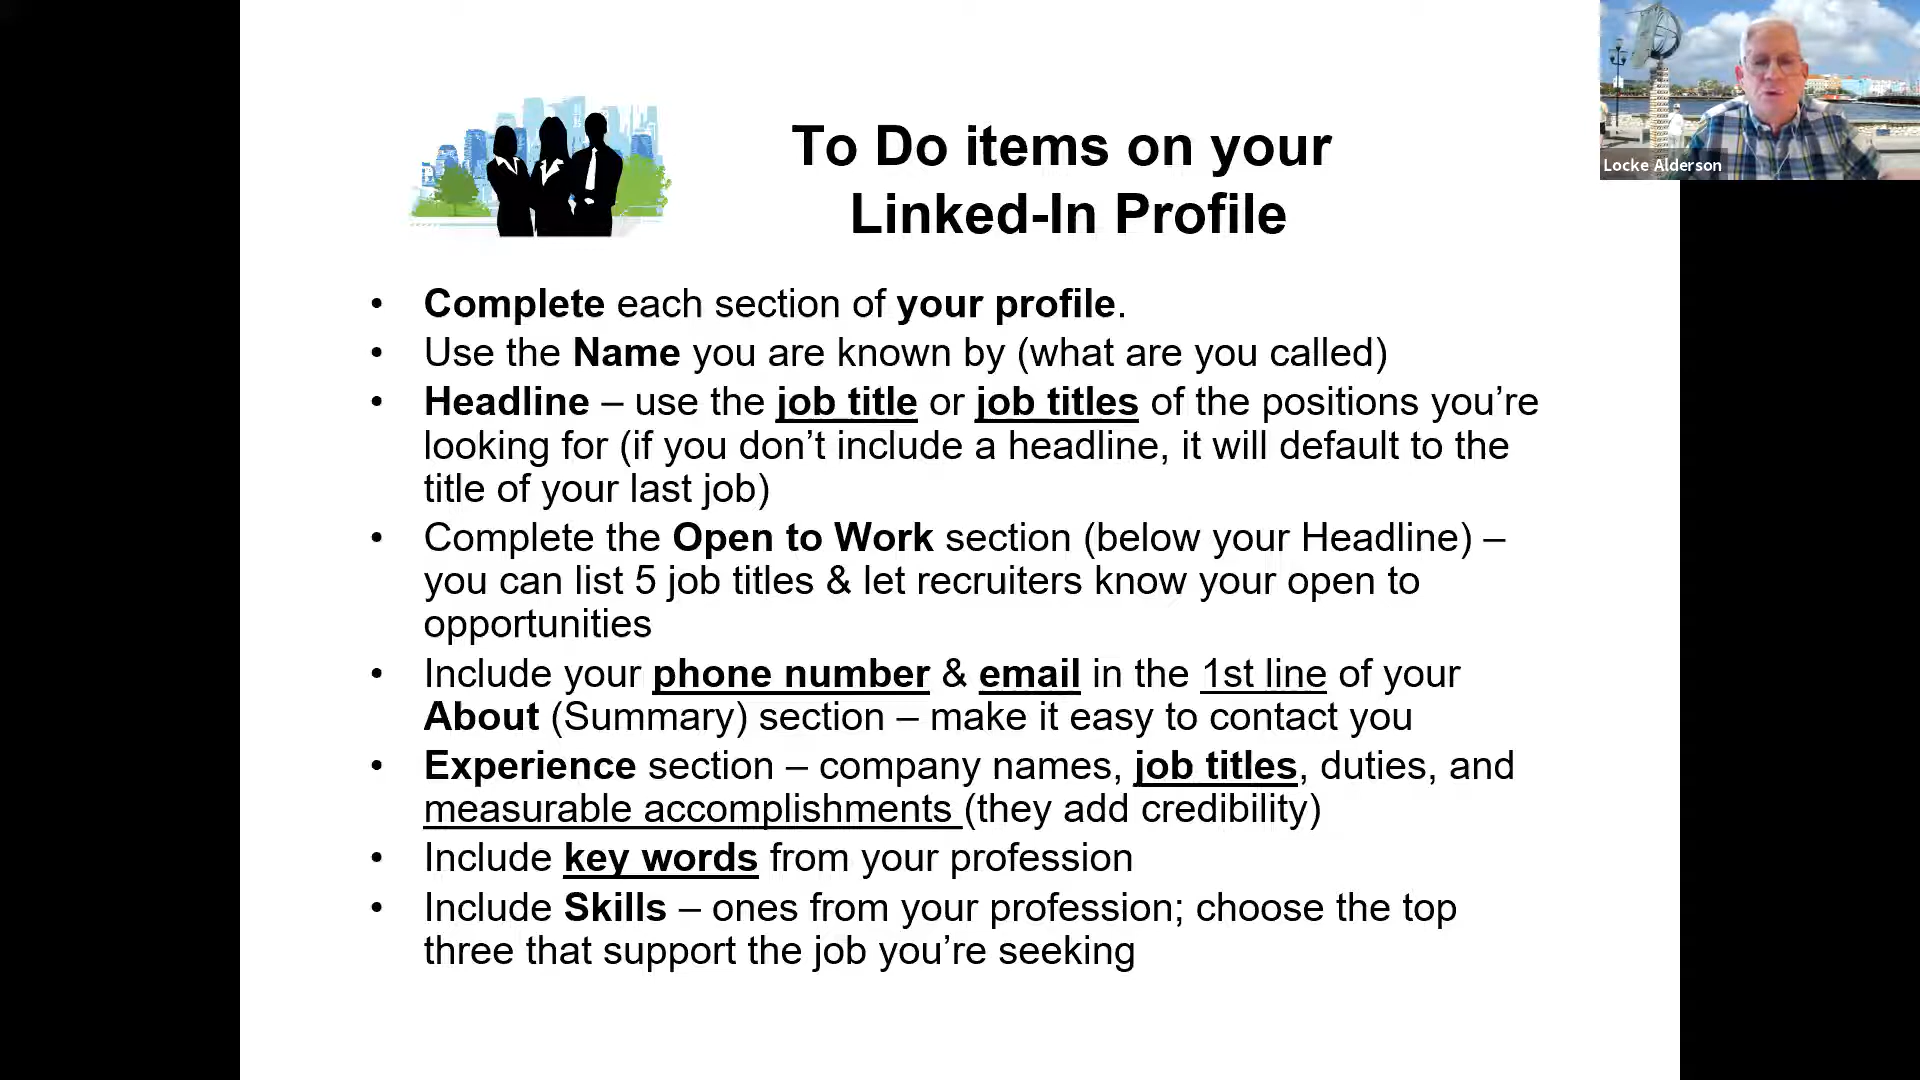 To Do items on your
Linked-In Profile
Locke Alderson
• Complete each section of your profile.
• Use the Name you are known by (what are you called)
• Headline – use the job title or job titles of the positions you’re
looking for (if you don’t include a headline, it will default to the
title of your last job)
• Complete the Open to Work section (below your Headline) –
you can list 5 job titles & let recruiters know your open to
opportunities
• Include your phone number & email in the 1st line of your
About (Summary) section – make it easy to contact you
• Experience section – company names, job titles, duties, and
measurable accomplishments (they add credibility)
• Include key words from your profession
• Include Skills – ones from your profession; choose the top
three that support the job you’re seeking